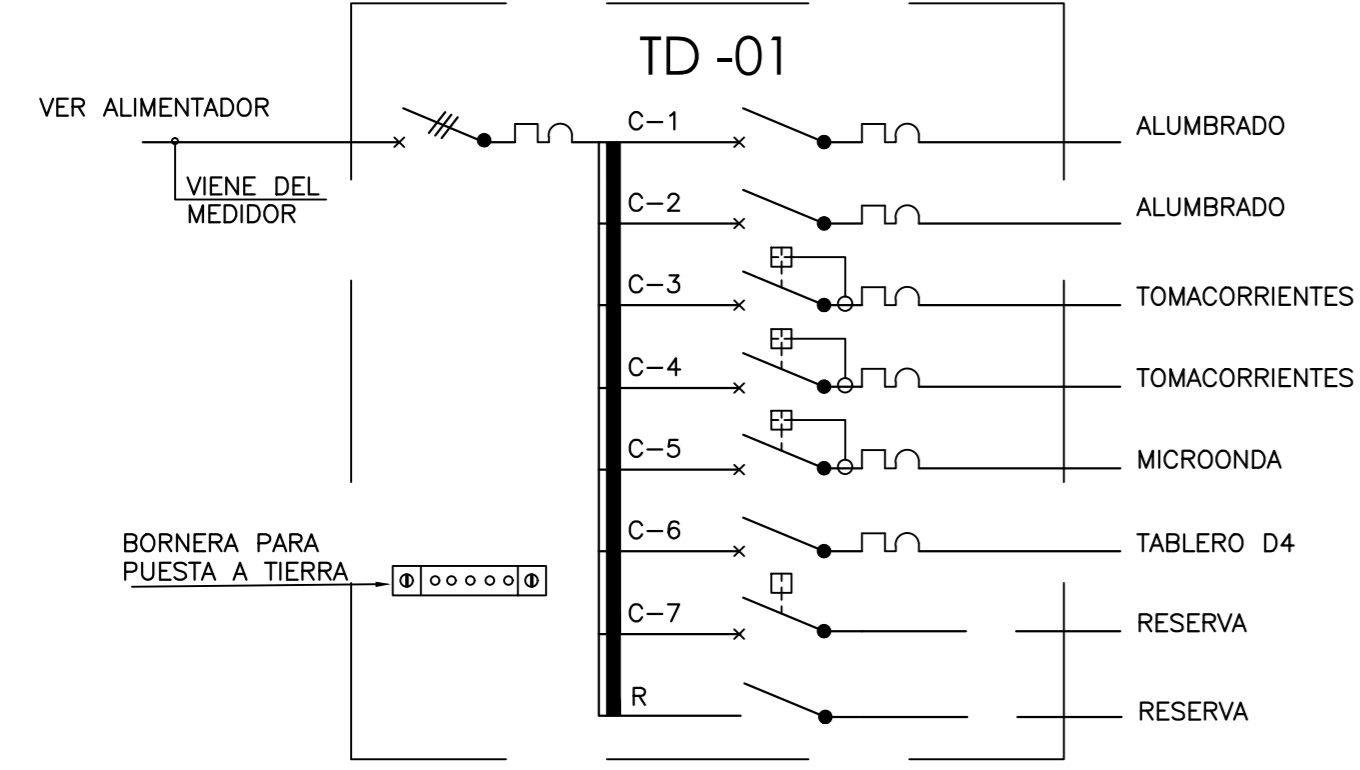 TD -01
VER ALIMENTADOR
VIENE DEL
MEDIDOR
C-1
ALUMBRADO
C-2
ALUMBRADO
C-3
TOMACORRIENTES
C-4
TOMACORRIENTES
C-5
MICROONDA
C-6
TABLERO D4
BORNERA PARA
PUESTA A TIERRA
C-7
RESERVA
R
RESERVA